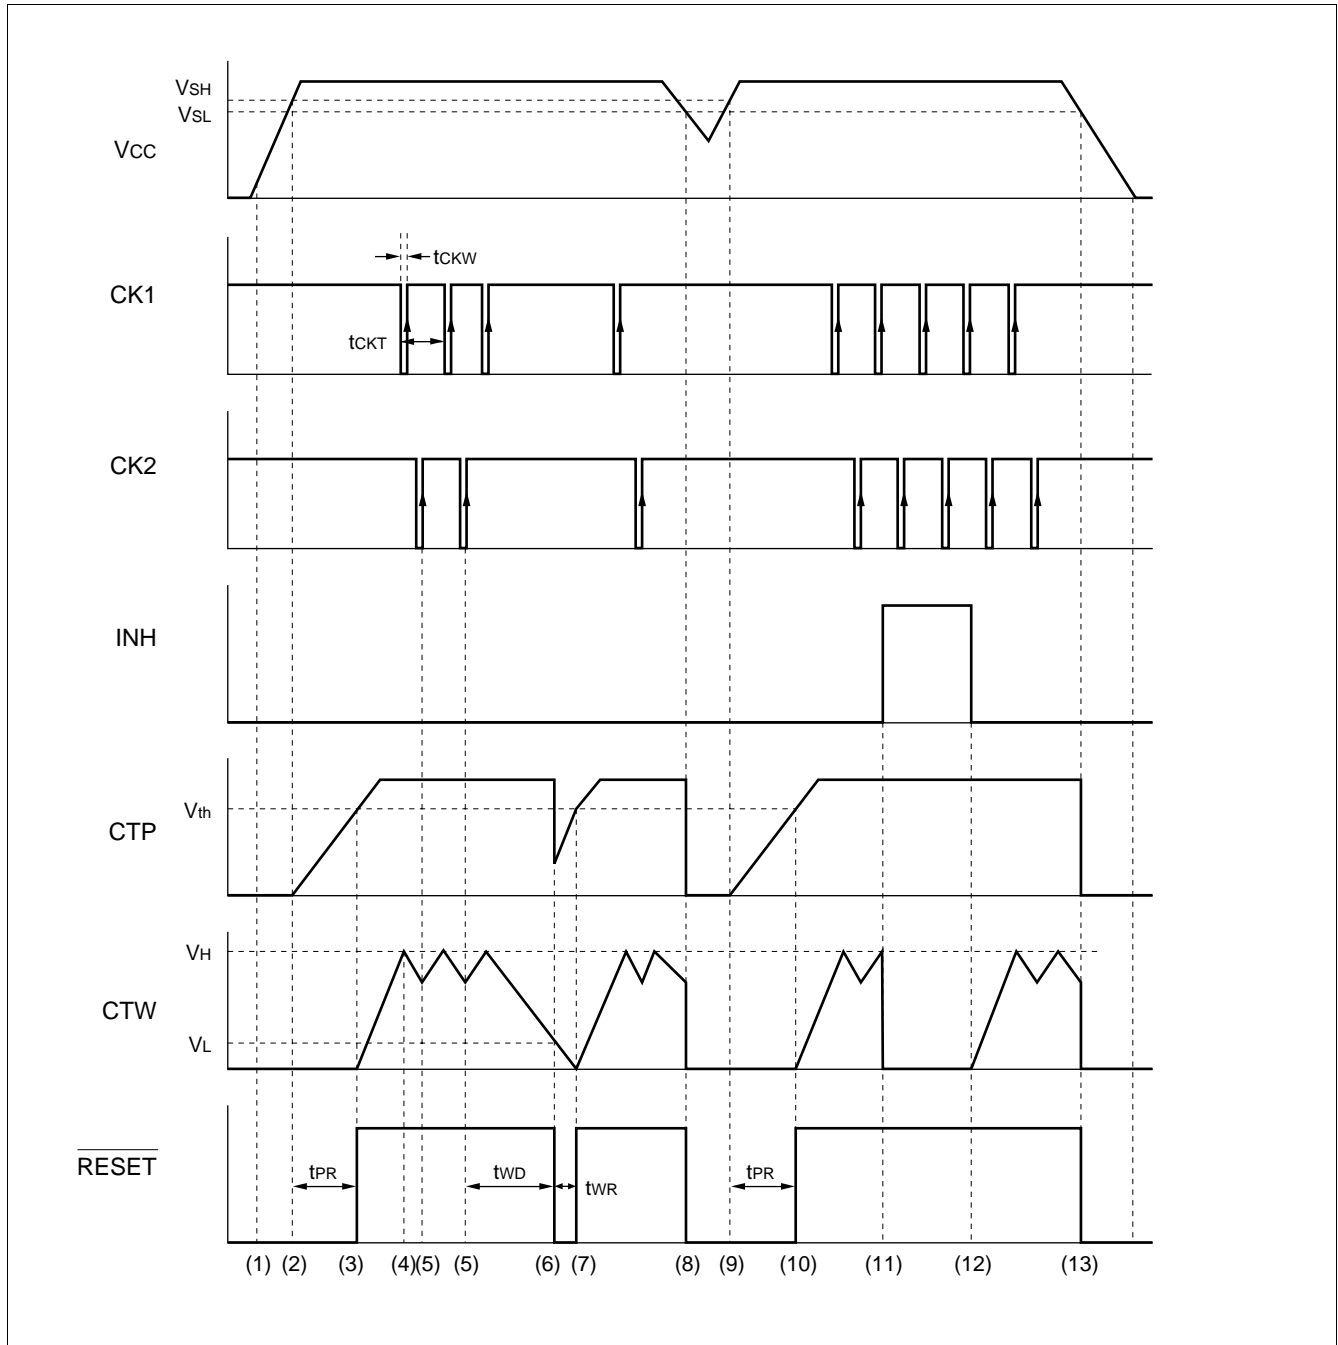 VSH
VSL
VCC
tCKW
CK1
tCKT
CK2
INH
Vth
CTP
VH
CTW
VL
RESET
tPR
tWD
tWR
tPR
(1) (2) (3) (4)(5) (5) (6) (7) (8) (9) (10) (11) (12) (13)